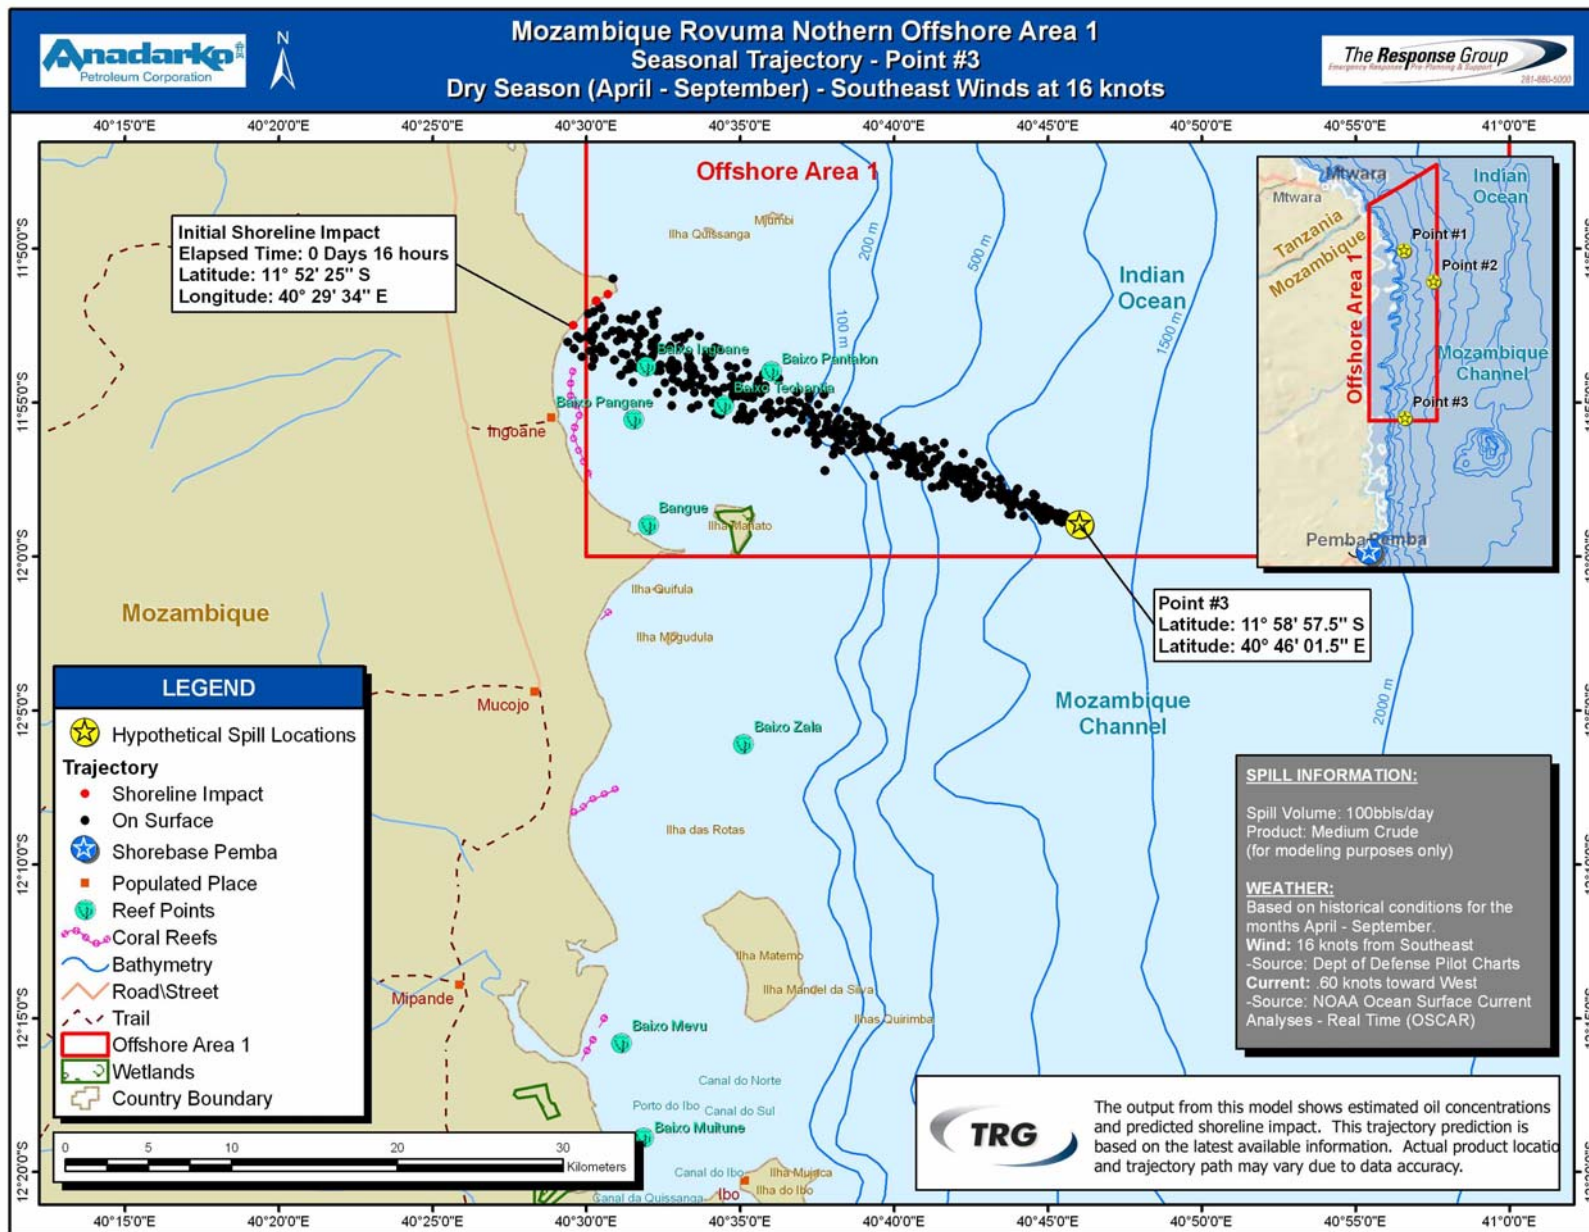 Anadarko
Petroleum Corporation
N
Mozambique Rovuma Nothern Offshore Area 1
Seasonal Trajectory - Point #3
Dry Season (April - September) - Southeast Winds at 16 knots
The Response Group
Emergency Response Pre-Planning & Support
281-880-5000
40°15'0"E
40°20'0"E
40°25'0"E
40°30'0"E
40°35'0"E
40°40'0"E
40°45'0"E
40°50'0"E
40°55'0"E
41°0'0"E
11°50'0"S
11°55'0"S
12°0'0"S
12°5'0"S
12°10'0"S
12°15'0"S
12°20'0"S
Offshore Area 1
Mjumbi
Ilha Quissanga
Initial Shoreline Impact
Elapsed Time: 0 Days 16 hours
Latitude: 11° 52' 25" S
Longitude: 40° 29' 34" E
100 m
200 m
500 m
1500 m
2000 m
Indian
Ocean
Baixo Ingoane
Baixo Pantalon
Baixo Pangane
Ingoane
Bangue
Mtwara
Mtwara
Indian
Ocean
Tanzania
Mozambique
Offshore Area 1
Point #1
Point #2
Mozambique
Channel
Point #3
Pemba
Pemba
Ilha Quifula
Ilha Mogudula
Mozambique
Point #3
Latitude: 11° 58' 57.5" S
Latitude: 40° 46' 01.5" E
Mucojo
Mozambique
Channel
Baixo Zala
Ilha das Rotas
Ilha Matemo
Ilha Mandel da Silva
Ilhas Quirimba
Mipande
Baixo Mevu
Canal do Norte
Porto do Ibo
Canal do Sul
Baixo Muitune
Canal do Ibo
Ilha Mujaca
Ilha do Ibo
Canal da Quissanga
Ibo
LEGEND
Hypothetical Spill Locations
Trajectory
Shoreline Impact
On Surface
Shorebase Pemba
Populated Place
Reef Points
Coral Reefs
Bathymetry
Road\Street
Trail
Offshore Area 1
Wetlands
Country Boundary
0 5 10 20 30
Kilometers
SPILL INFORMATION:
Spill Volume: 100bbls/day
Product: Medium Crude
(for modeling purposes only)
WEATHER:
Based on historical conditions for the
months April - September.
Wind: 16 knots from Southeast
-Source: Dept of Defense Pilot Charts
Current: .60 knots toward West
-Source: NOAA Ocean Surface Current
Analyses - Real Time (OSCAR)
TRG
The output from this model shows estimated oil concentrations
and predicted shoreline impact. This trajectory prediction is
based on the latest available information. Actual product locatio
and trajectory path may vary due to data accuracy.
40°15'0"E
40°20'0"E
40°25'0"E
40°30'0"E
40°35'0"E
40°40'0"E
40°45'0"E
40°50'0"E
40°55'0"E
41°0'0"E